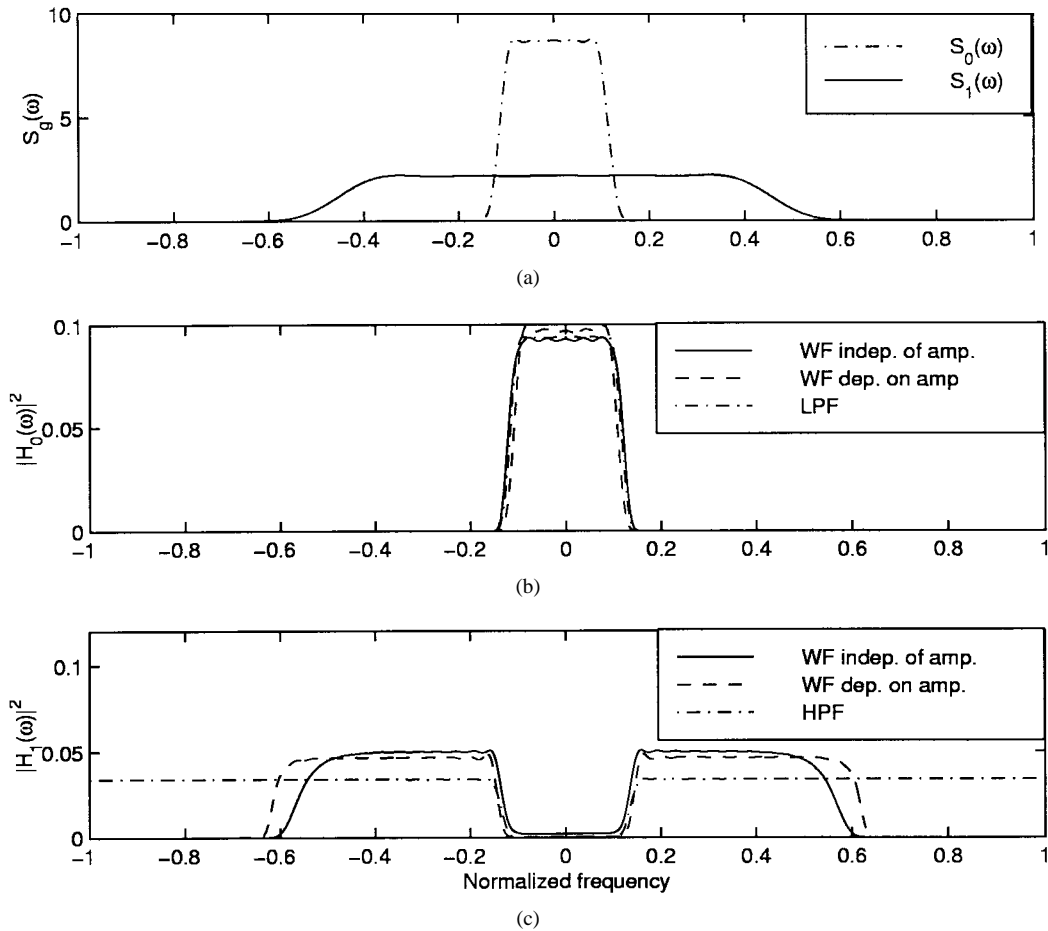 10
5
0
S_g(ω)
S_0(ω)
S_1(ω)
−1 −0.8 −0.6 −0.4 −0.2 0 0.2 0.4 0.6 0.8 1
(a)
0.1
0.05
0
|H_0(ω)|^2
WF indep. of amp.
WF dep. on amp
LPF
−1 −0.8 −0.6 −0.4 −0.2 0 0.2 0.4 0.6 0.8 1
(b)
0.1
0.05
0
|H_1(ω)|^2
WF indep. of amp.
WF dep. on amp.
HPF
−1 −0.8 −0.6 −0.4 −0.2 0 0.2 0.4 0.6 0.8 1
Normalized frequency
(c)